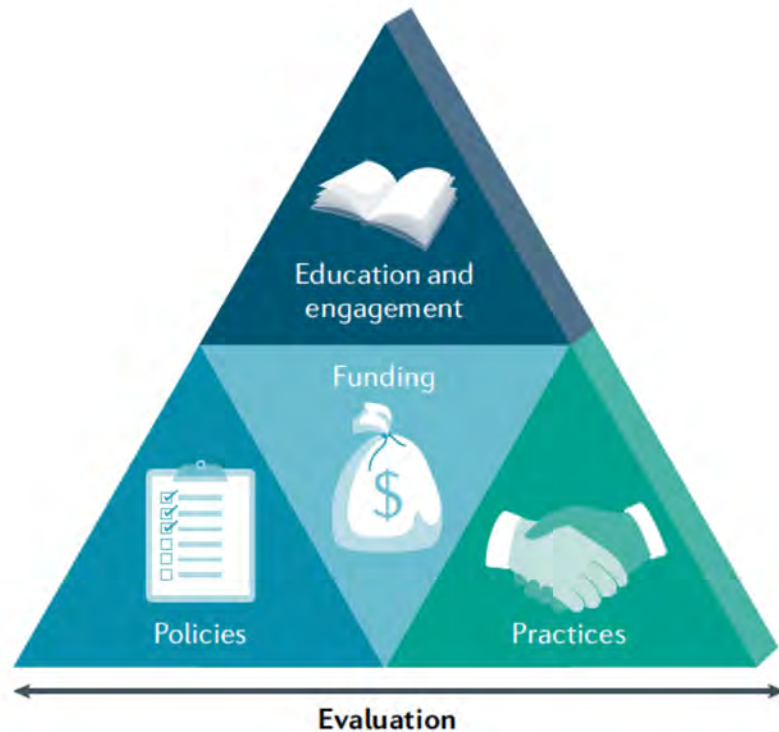 Education and
engagement
Funding
$
Policies
Practices
Evaluation